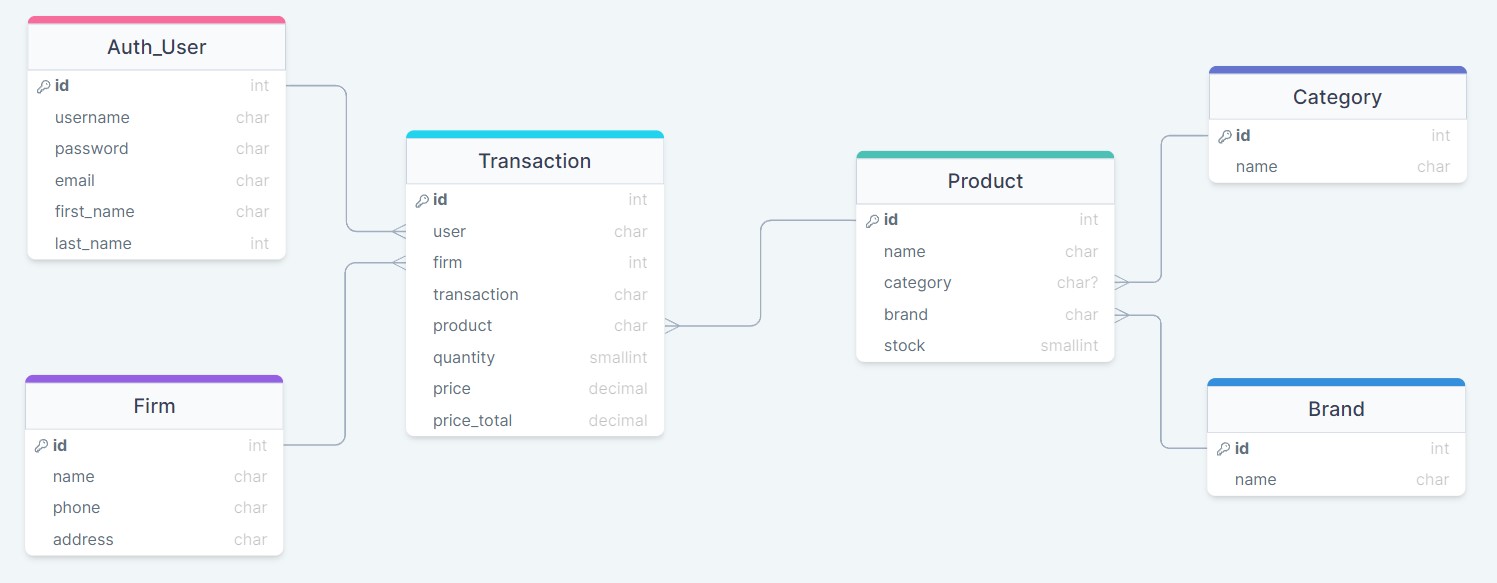 Auth_User
id int
username char
password char
email char
first_name char
last_name int
Transaction
id int
user char
firm int
transaction char
product char
quantity smallint
price decimal
price_total decimal
Firm
id int
name char
phone char
address char
Product
id int
name char
category char?
brand char
stock smallint
Category
id int
name char
Brand
id int
name char